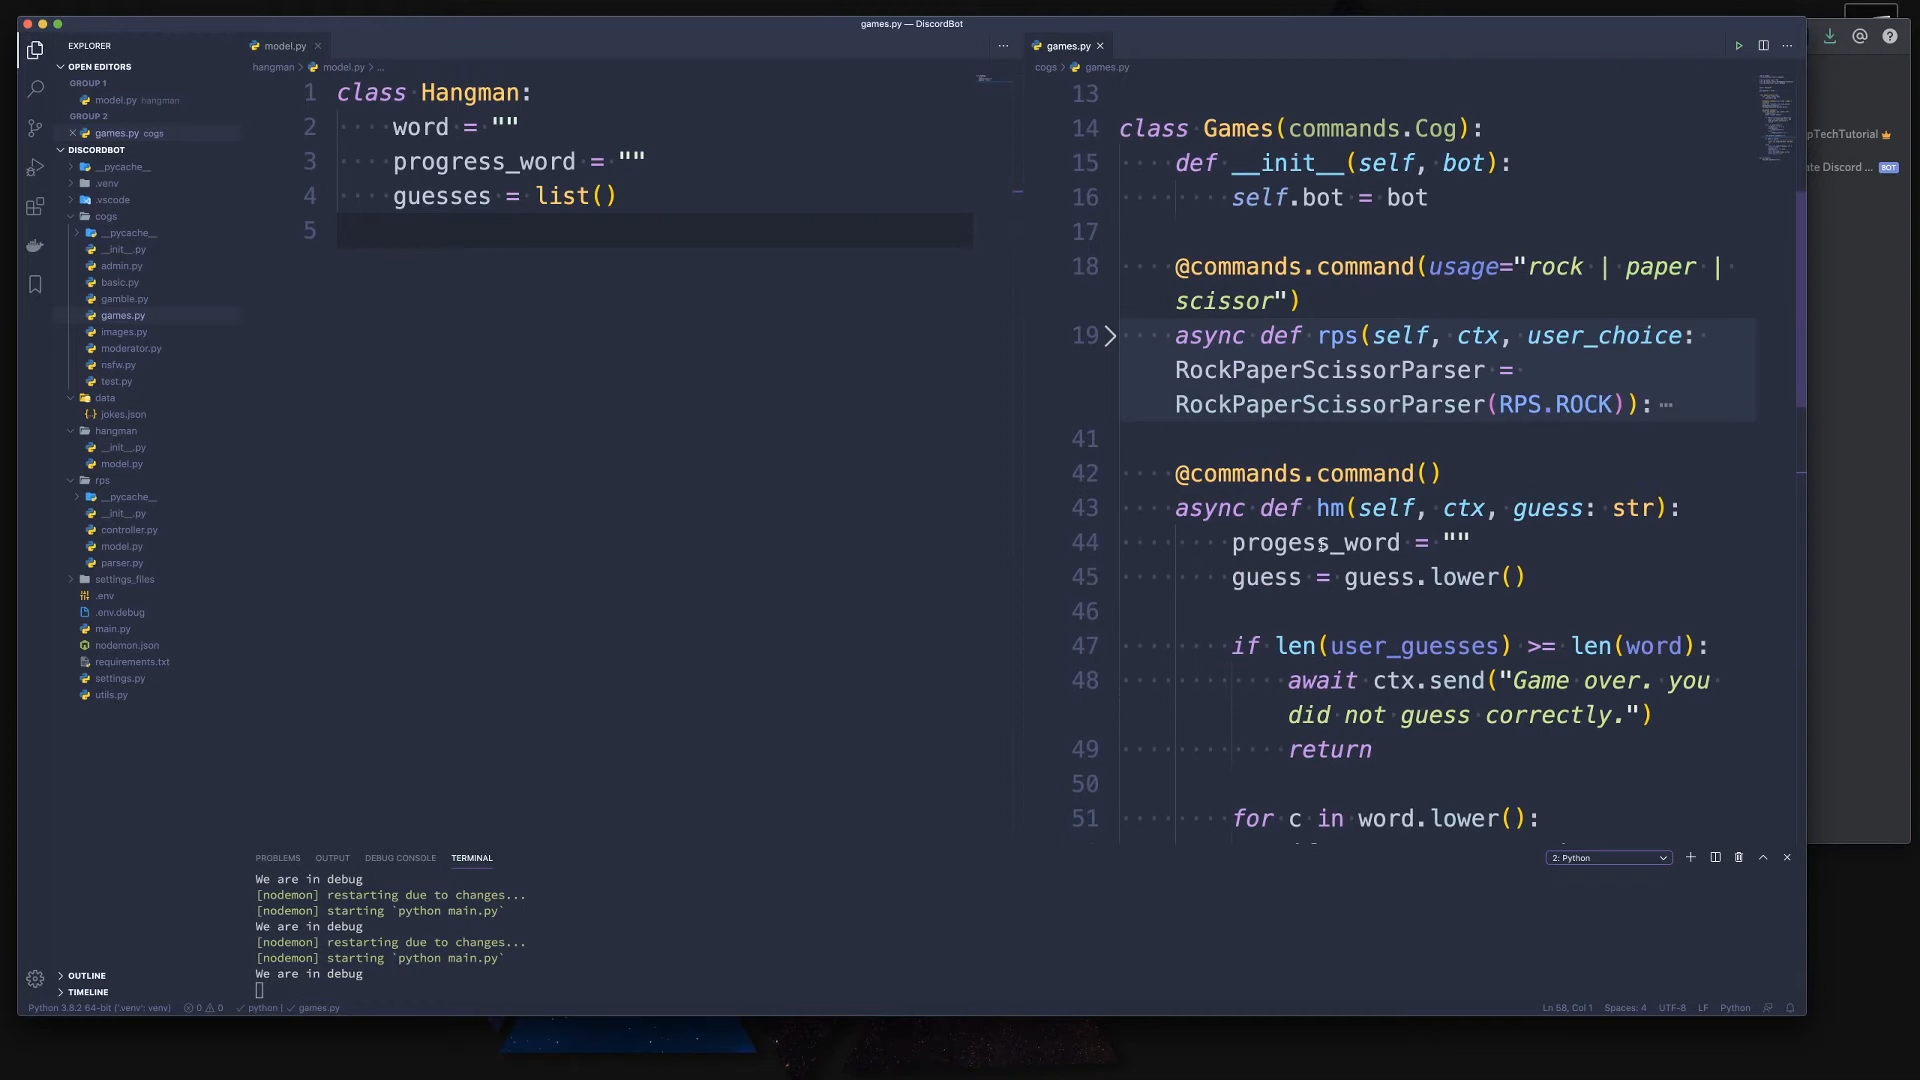 games.py — DiscordBot
EXPLORER
OPEN EDITORS
GROUP 1
model.py hangman
GROUP 2
games.py cogs
DISCORDBOT
__pycache__
.venv
.vscode
cogs
__pycache__
__init__.py
admin.py
basic.py
gamble.py
games.py
images.py
moderator.py
nsfw.py
test.py
data
jokes.json
hangman
__init__.py
model.py
rps
__pycache__
__init__.py
controller.py
model.py
parser.py
settings_files
.env
.env.debug
main.py
nodemon.json
requirements.txt
settings.py
utils.py
OUTLINE
TIMELINE
model.py
hangman > model.py > ...
1 class Hangman:
2 word = ""
3 progress_word = ""
4 guesses = list()
5
games.py
cogs > games.py
13
14 class Games(commands.Cog):
15 def __init__(self, bot):
16 self.bot = bot
17
18 @commands.command(usage="rock | paper |
scissor")
19 async def rps(self, ctx, user_choice:
RockPaperScissorParser =
RockPaperScissorParser(RPS.ROCK)):
41
42 @commands.command()
43 async def hm(self, ctx, guess: str):
44 progess_word = ""
45 guess = guess.lower()
46
47 if len(user_guesses) >= len(word):
48 await ctx.send("Game over. you
did not guess correctly.")
49 return
50
51 for c in word.lower():
PROBLEMS OUTPUT DEBUG CONSOLE TERMINAL
2: Python
We are in debug
[nodemon] restarting due to changes...
[nodemon] starting `python main.py`
We are in debug
[nodemon] restarting due to changes...
[nodemon] starting `python main.py`
We are in debug
Python 3.8.2 64-bit ('.venv': venv) 0 0 python | games.py
Ln 58, Col 1 Spaces: 4 UTF-8 LF Python
pTechTutorial
ate Discord ... BOT